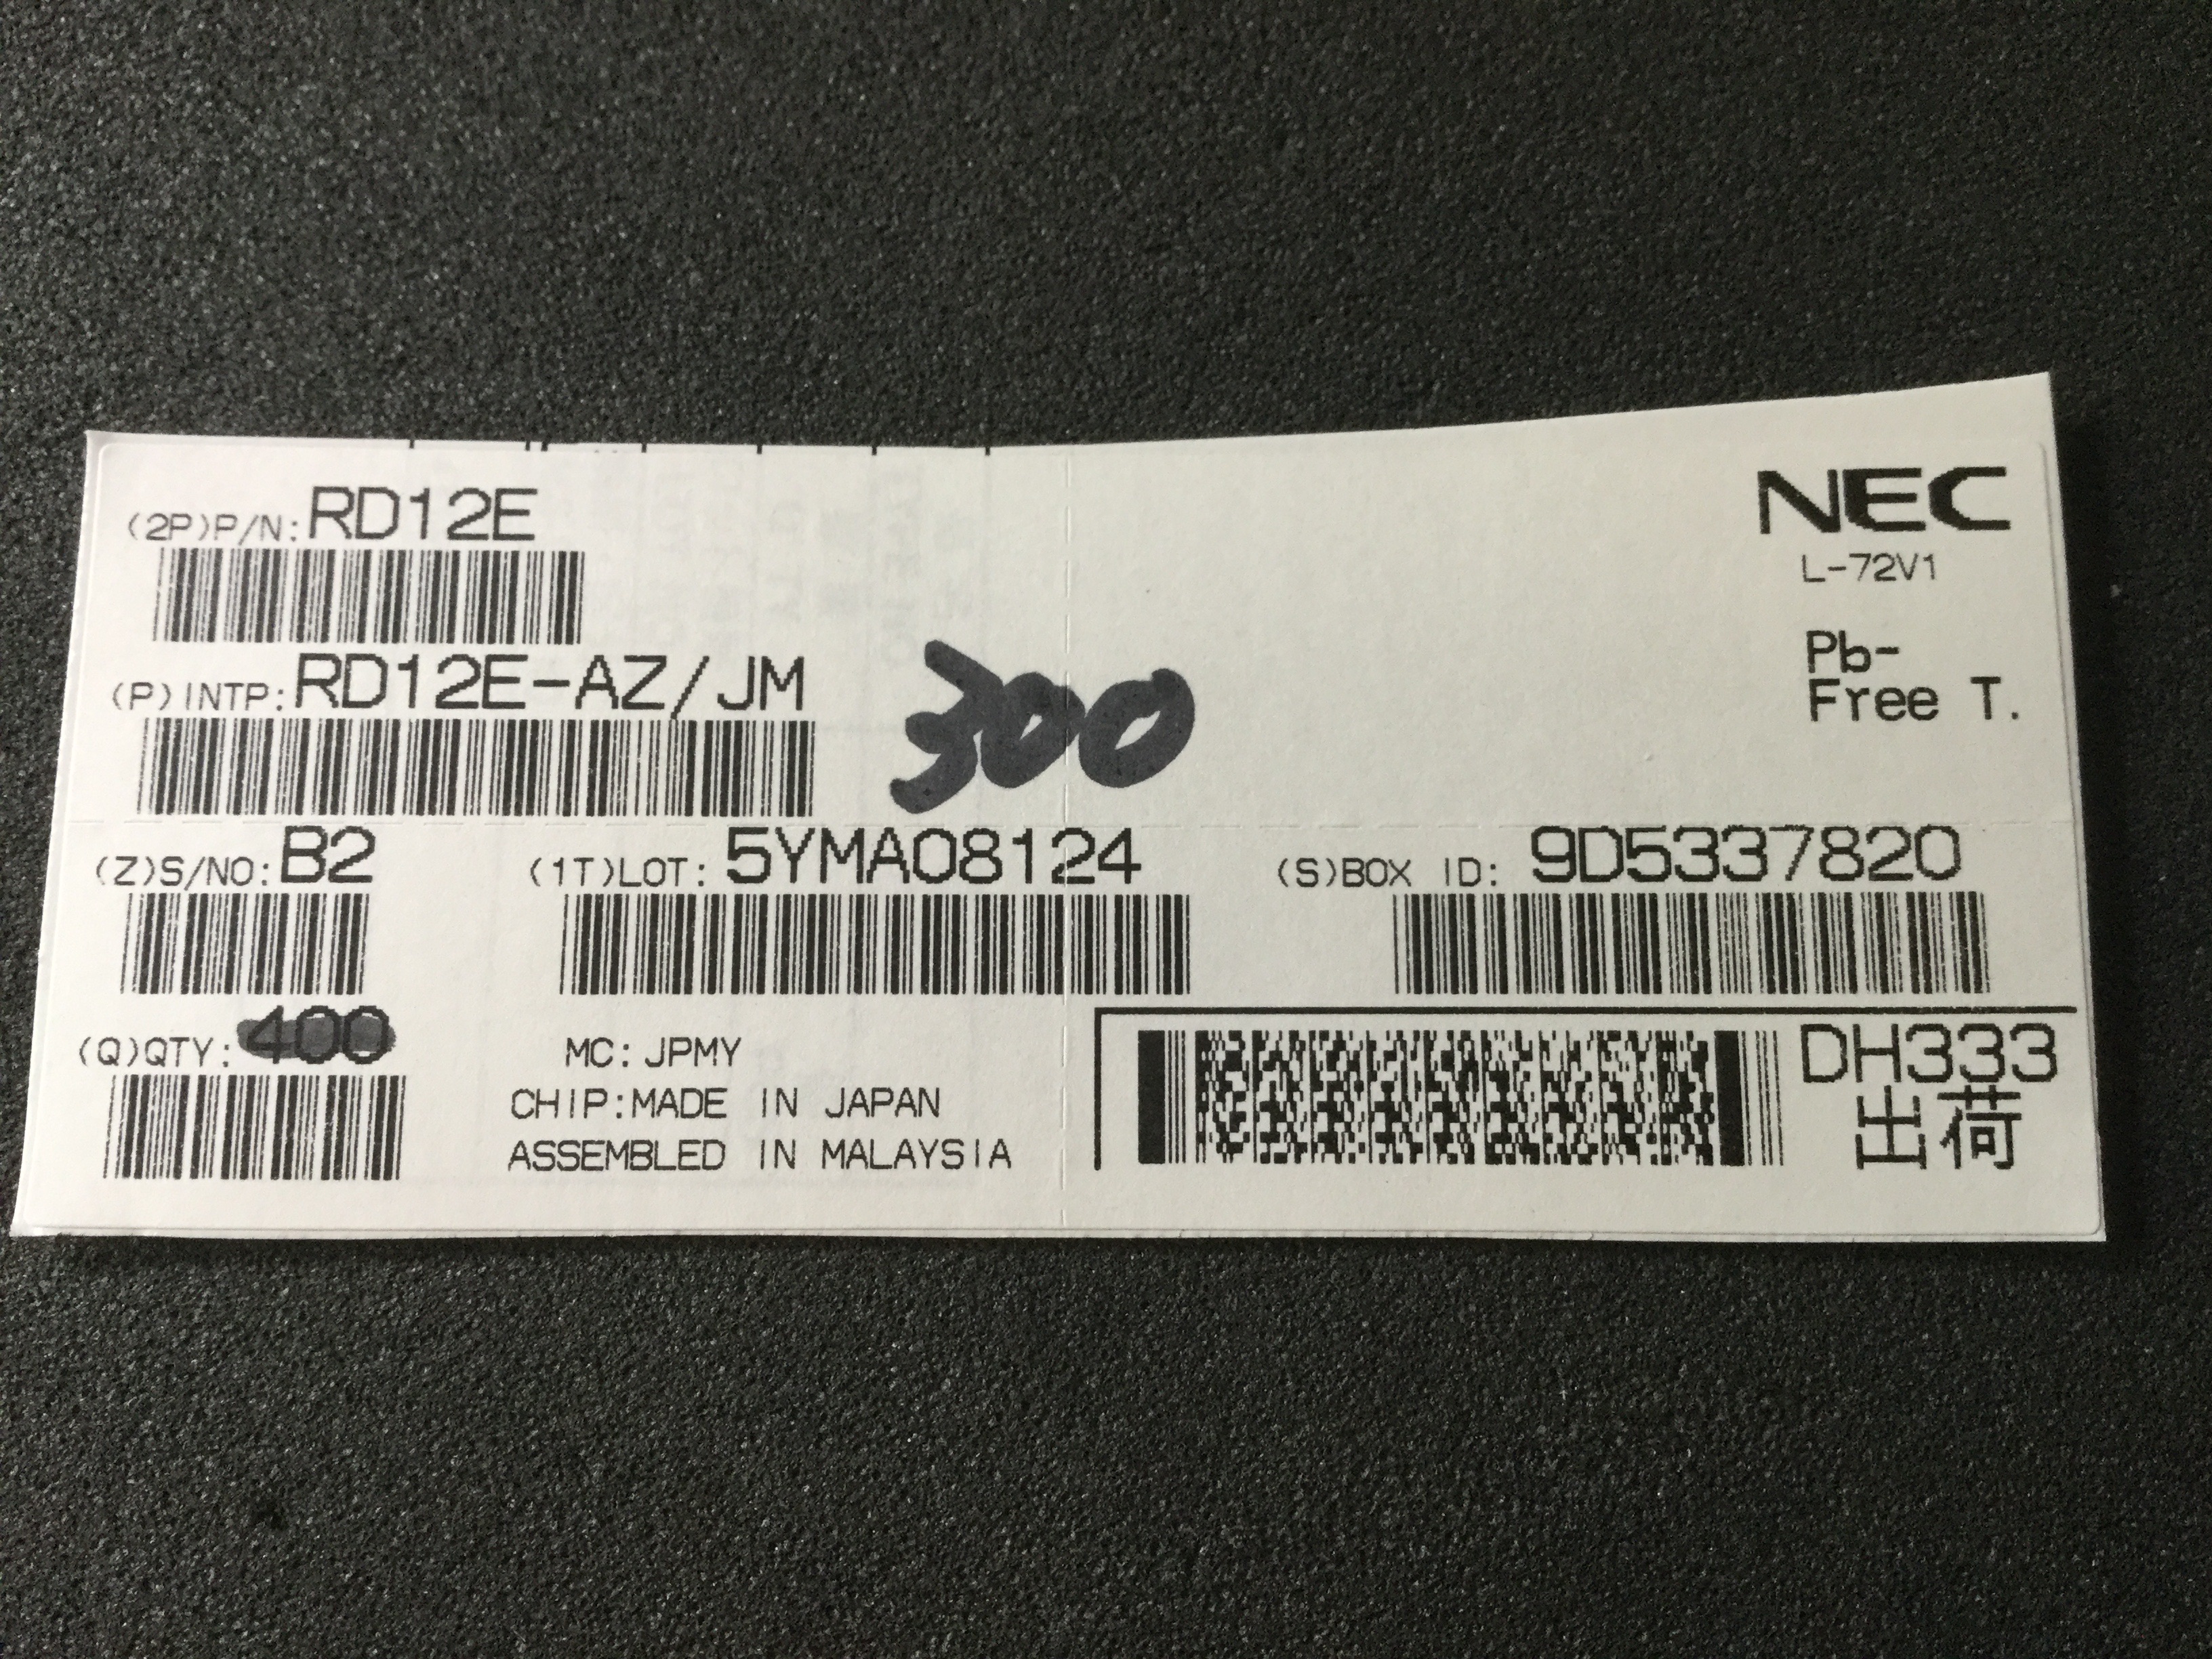 (2P)P/N:RD12E
NEC
L-72V1
Pb-
Free T.
(P)INTP:RD12E-AZ/JM
300
(Z)S/NO:B2
(1T)LOT: 5YMA08124
(S)BOX ID: 9D5337820
(Q)QTY:400
MC:JPMY
CHIP:MADE IN JAPAN
ASSEMBLED IN MALAYSIA
DH333
出荷